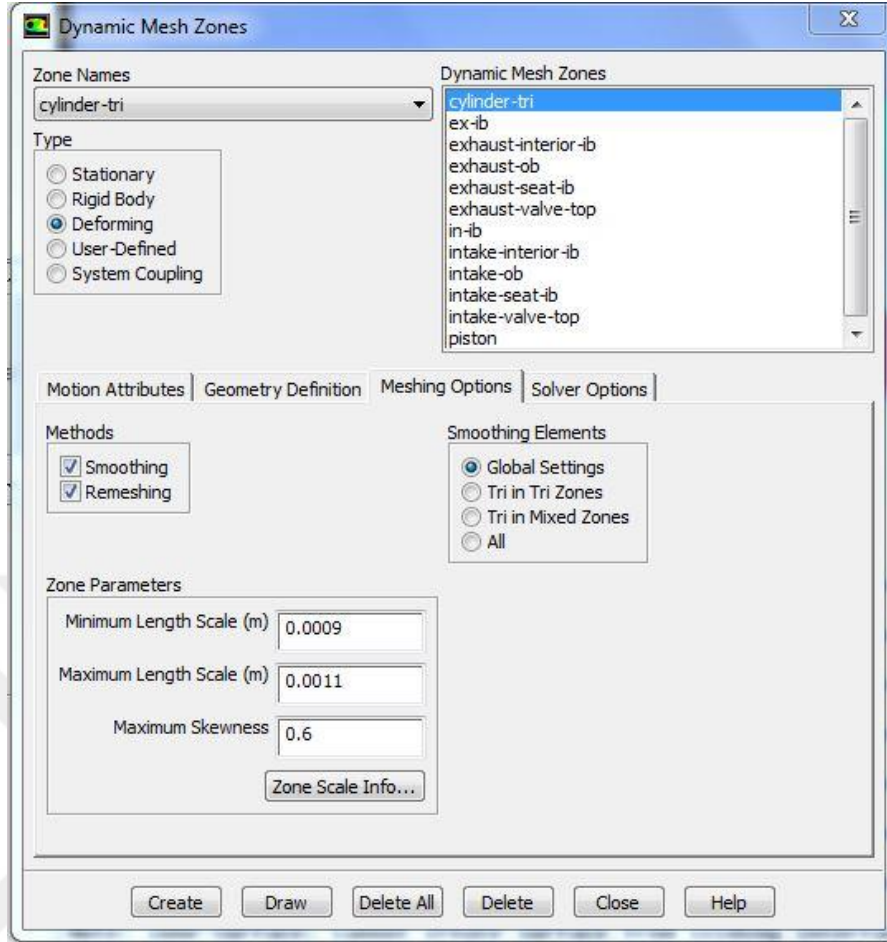 Dynamic Mesh Zones
Zone Names
cylinder-tri
Type
Stationary
Rigid Body
Deforming
User-Defined
System Coupling
Dynamic Mesh Zones
cylinder-tri
ex-ib
exhaust-interior-ib
exhaust-ob
exhaust-seat-ib
exhaust-valve-top
in-ib
intake-interior-ib
intake-ob
intake-seat-ib
intake-valve-top
piston
Motion Attributes Geometry Definition Meshing Options Solver Options
Methods
Smoothing
Remeshing
Smoothing Elements
Global Settings
Tri in Tri Zones
Tri in Mixed Zones
All
Zone Parameters
Minimum Length Scale (m) 0.0009
Maximum Length Scale (m) 0.0011
Maximum Skewness 0.6
Zone Scale Info...
Create Draw Delete All Delete Close Help